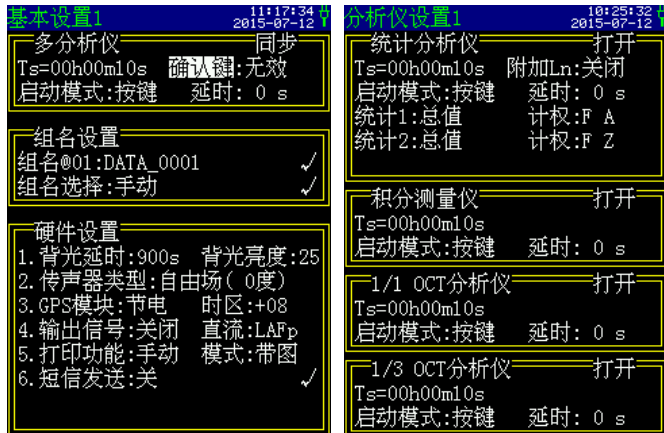 基本设置1 11:17:34
2015-07-12
多分析仪 同步
Ts=00h00m10s 确认键:无效
启动模式:按键 延时: 0 s
组名设置
组名@01:DATA_0001 ✓
组名选择:手动 ✓
硬件设置
1.背光延时:900s 背光亮度:25
2.传声器类型:自由场( 0度)
3.GPS模块:节电 时区:+08
4.输出信号:关闭 直流:LAFp
5.打印功能:手动 模式:带图
6.短信发送:关 ✓
分析仪设置1 10:25:32
2015-07-12
统计分析仪 打开
Ts=00h00m10s 附加Ln:关闭
启动模式:按键 延时: 0 s
统计1:总值 计权:F A
统计2:总值 计权:F Z
积分测量仪 打开
Ts=00h00m10s
启动模式:按键 延时: 0 s
1/1 OCT分析仪 打开
Ts=00h00m10s
启动模式:按键 延时: 0 s
1/3 OCT分析仪 打开
Ts=00h00m10s
启动模式:按键 延时: 0 s